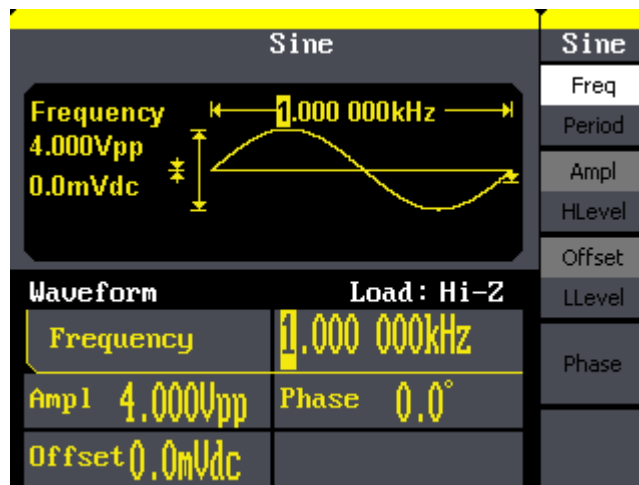 Sine
Frequency 1.000 000kHz
4.000Vpp
0.0mVdc
Waveform Load: Hi-Z
Frequency 1.000 000kHz
Ampl 4.000Vpp Phase 0.0°
Offset 0.0mVdc
Sine
Freq
Period
Ampl
HLevel
Offset
LLevel
Phase